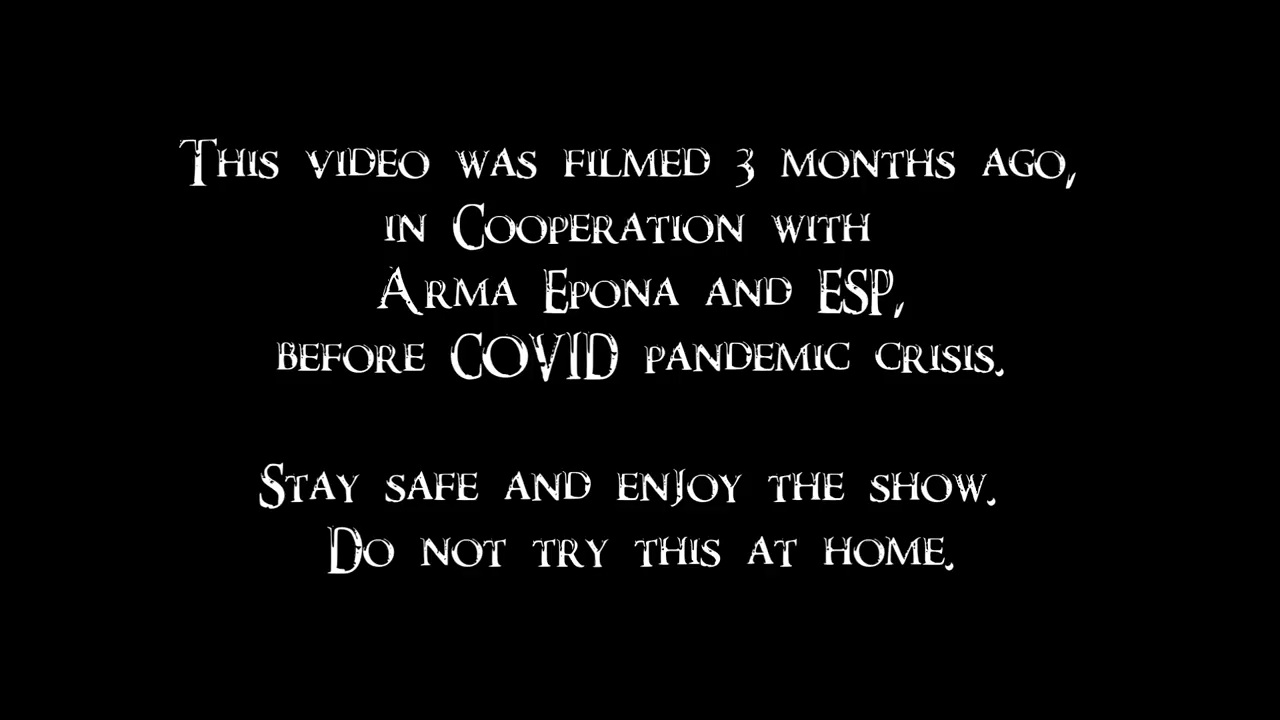 This video was filmed 3 months ago,
in Cooperation with
Arma Epona and ESP,
before COVID pandemic crisis.
Stay safe and enjoy the show.
Do not try this at home.